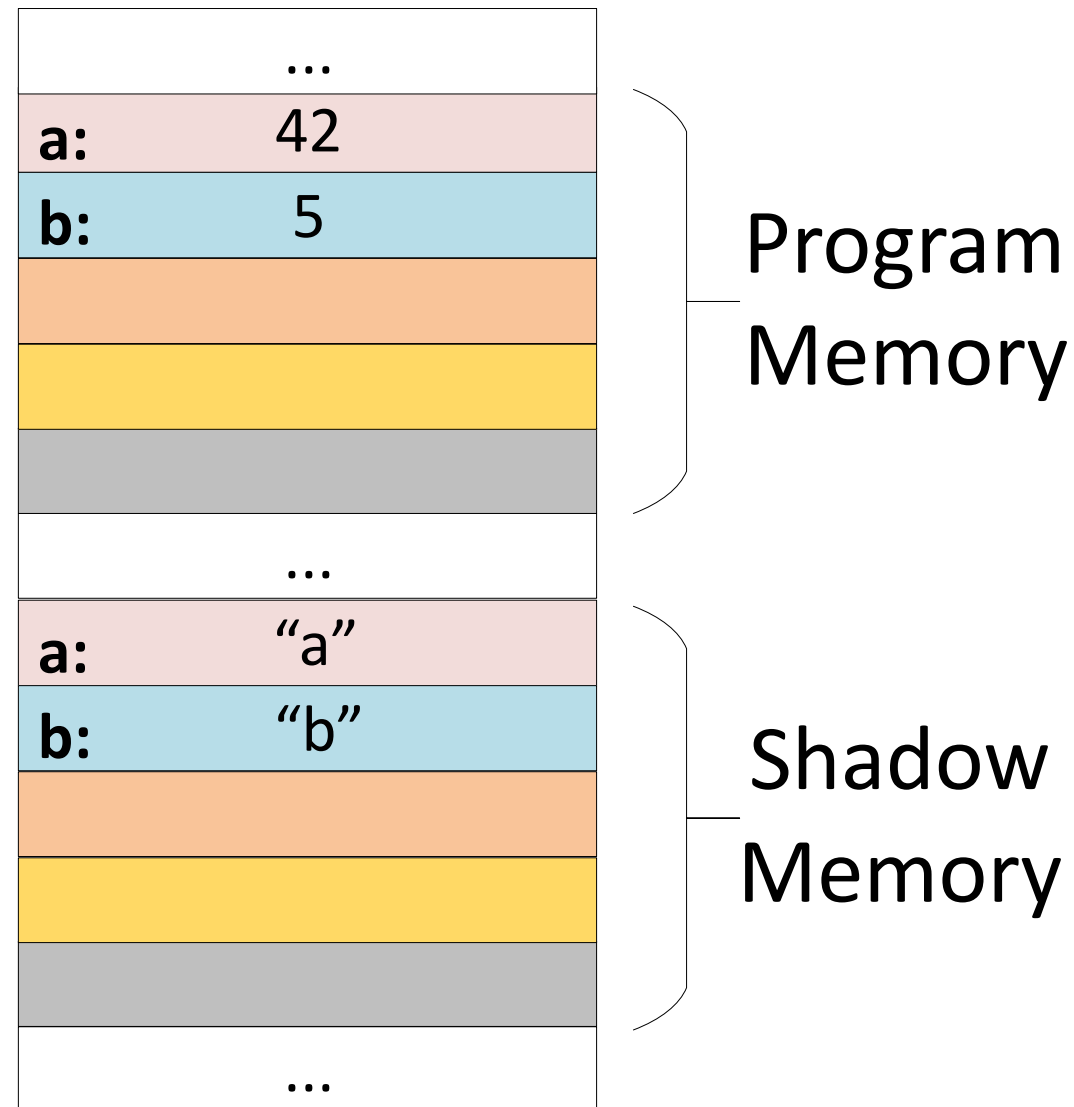 ...
a: 42
b: 5
Program
Memory
...
a: “a”
b: “b”
Shadow
Memory
...